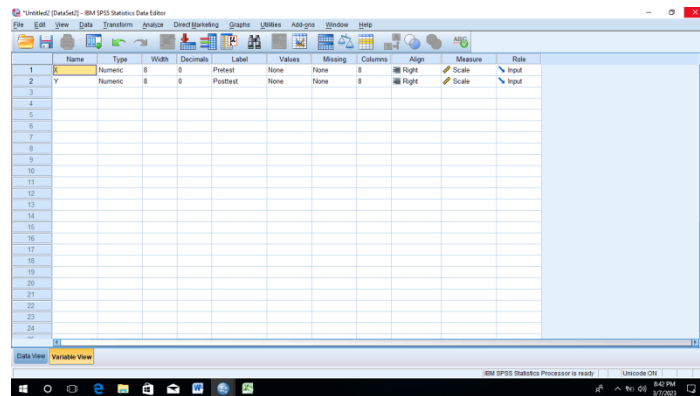 *Untitled2 [DataSet2] - IBM SPSS Statistics Data Editor
File Edit View Data Transform Analyze Direct Marketing Graphs Utilities Add-ons Window Help
Name Type Width Decimals Label Values Missing Columns Align Measure Role
1 X Numeric 8 0 Pretest None None 8 Right Scale Input
2 Y Numeric 8 0 Posttest None None 8 Right Scale Input
3
4
5
6
7
8
9
10
11
12
13
14
15
16
17
18
19
20
21
22
23
24
Data View Variable View
IBM SPSS Statistics Processor is ready Unicode:ON
8:42 PM
3/7/2023